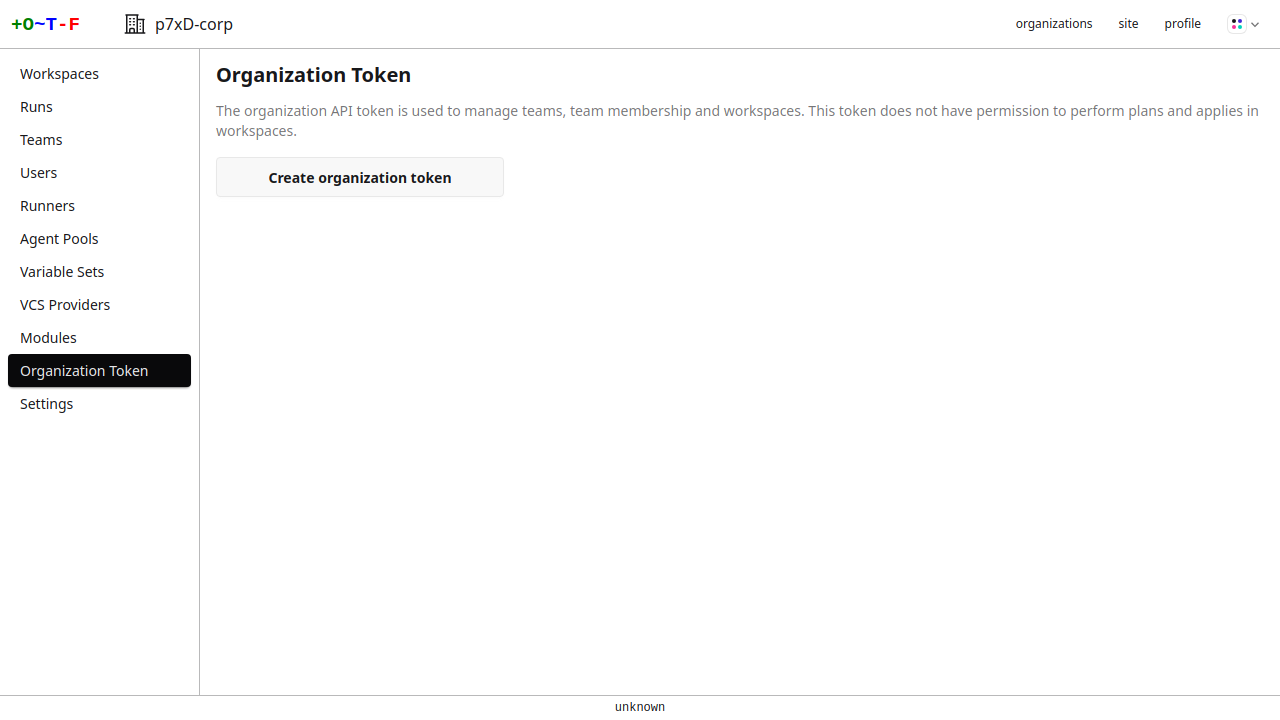 +O~T-F
p7xD-corp
organizations
site
profile
Workspaces
Runs
Teams
Users
Runners
Agent Pools
Variable Sets
VCS Providers
Modules
Organization Token
Settings
Organization Token
The organization API token is used to manage teams, team membership and workspaces. This token does not have permission to perform plans and applies in
workspaces.
Create organization token
unknown